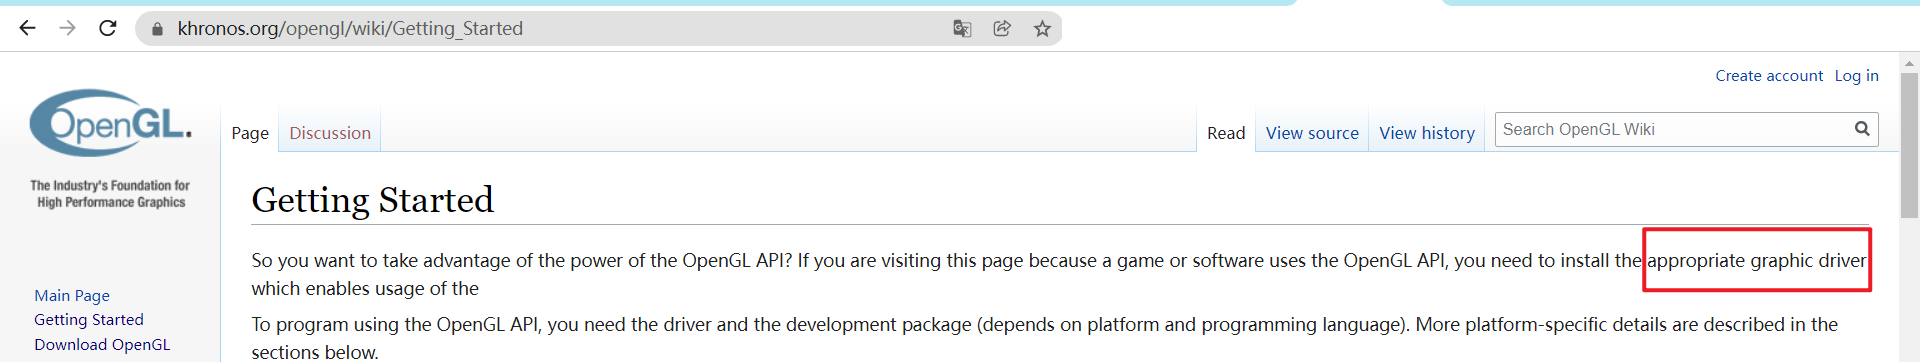 khronos.org/opengl/wiki/Getting_Started
Create account Log in
OpenGL.
The Industry's Foundation for
High Performance Graphics
Page Discussion Read View source View history Search OpenGL Wiki
Getting Started
So you want to take advantage of the power of the OpenGL API? If you are visiting this page because a game or software uses the OpenGL API, you need to install the appropriate graphic driver
which enables usage of the
To program using the OpenGL API, you need the driver and the development package (depends on platform and programming language). More platform-specific details are described in the
sections below.
Main Page
Getting Started
Download OpenGL